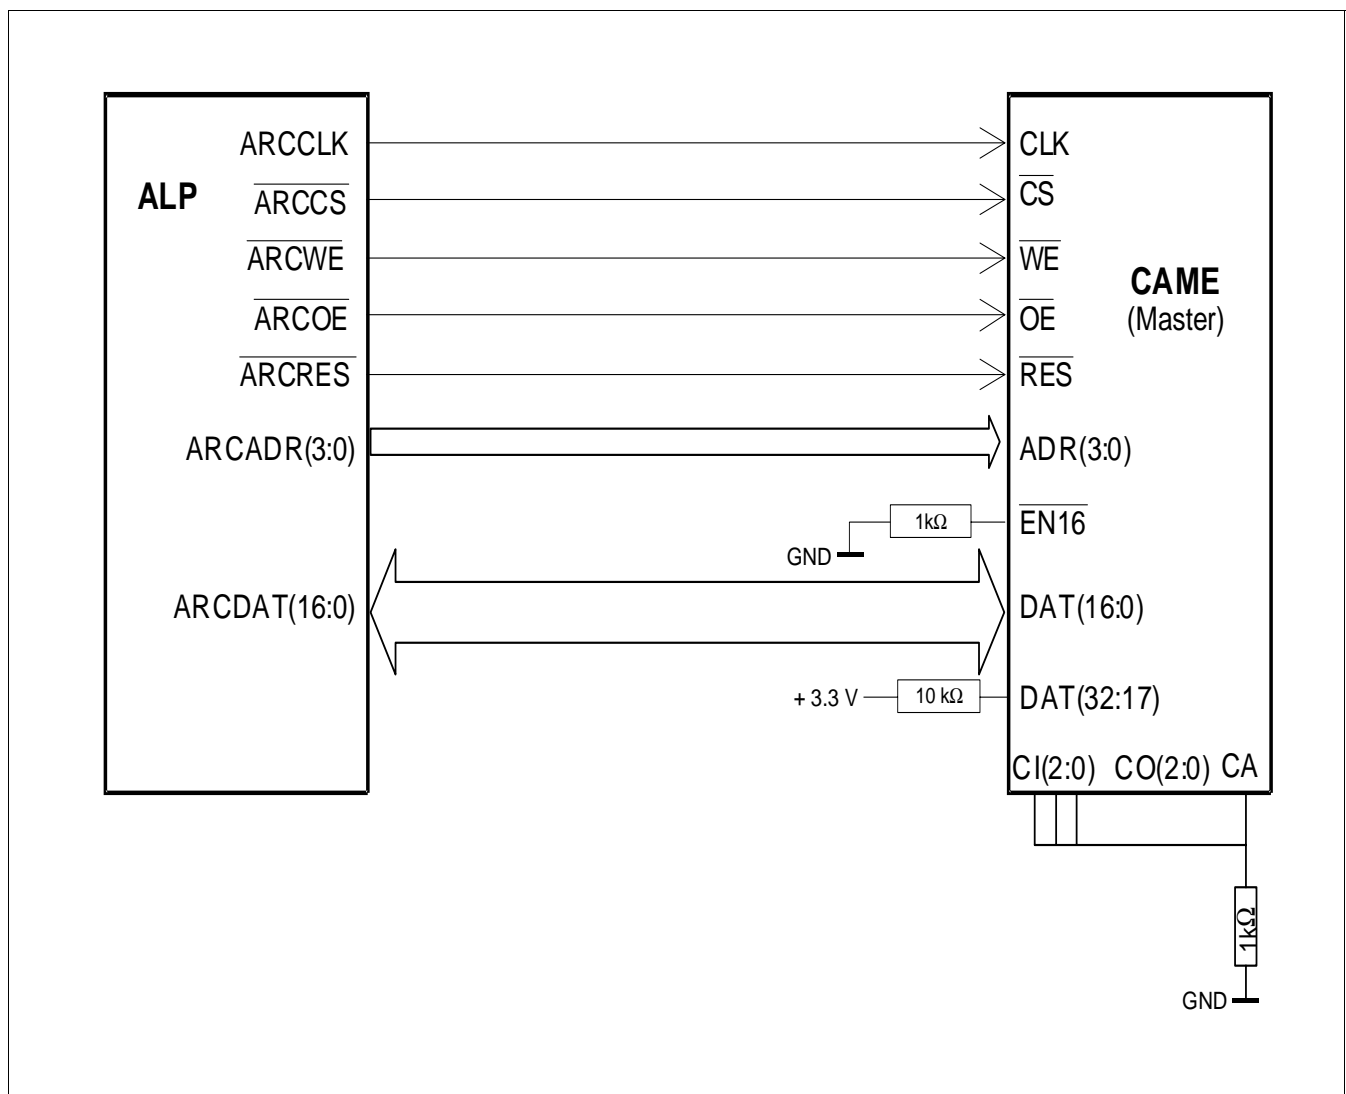 ARCCLK
CLK
ALP
ARCCS
CS
ARCWE
WE
CAME
(Master)
ARCOE
OE
ARCRES
RES
ARCADR(3:0)
ADR(3:0)
1kΩ
EN16
GND
ARCDAT(16:0)
DAT(16:0)
+ 3.3 V
10 kΩ
DAT(32:17)
CI(2:0) CO(2:0) CA
1kΩ
GND